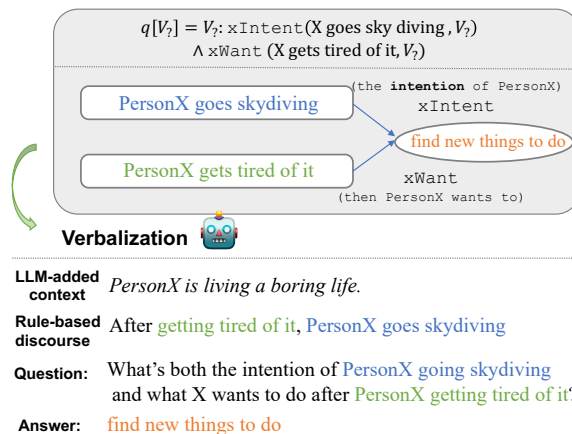 q[V?] = V?: xIntent(X goes sky diving , V?)
∧ xWant (X gets tired of it, V?)
(the intention of PersonX)
PersonX goes skydiving
xIntent
find new things to do
PersonX gets tired of it
xWant
(then PersonX wants to)
Verbalization
LLM-added context
PersonX is living a boring life.
Rule-based discourse
After getting tired of it, PersonX goes skydiving
Question: What's both the intention of PersonX going skydiving
and what X wants to do after PersonX getting tired of it?
Answer: find new things to do